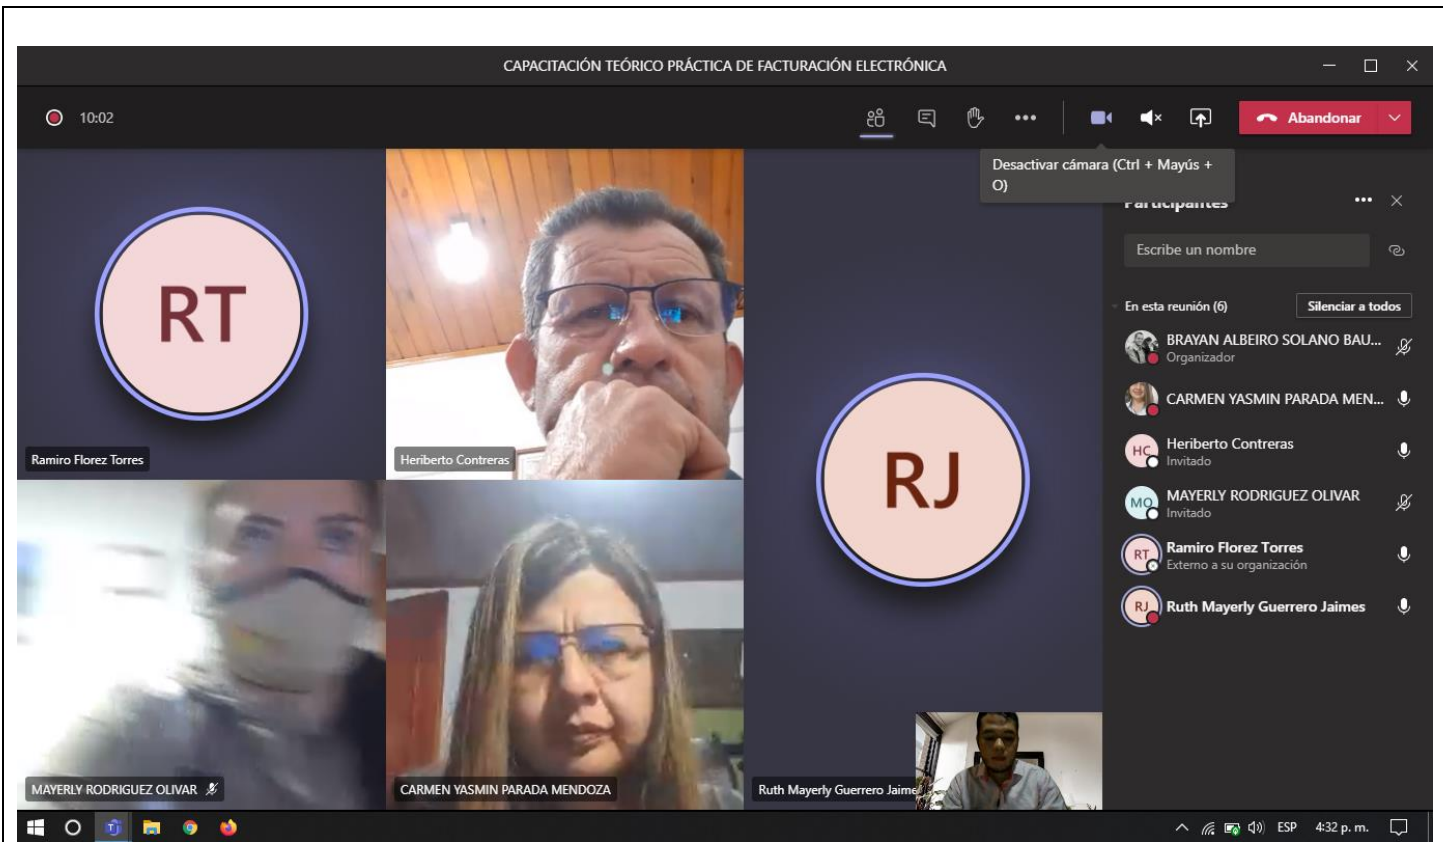 CAPACITACIÓN TEÓRICO PRÁCTICA DE FACTURACIÓN ELECTRÓNICA
10:02
Abandonar
Desactivar cámara (Ctrl + Mayús +
O)
Participantes
Escribe un nombre
En esta reunión (6)
Silenciar a todos
BRAYAN ALBEIRO SOLANO BAU...
Organizador
CARMEN YASMIN PARADA MEN...
HC
Heriberto Contreras
Invitado
MO
MAYERLY RODRIGUEZ OLIVAR
Invitado
RT
Ramiro Florez Torres
Externo a su organización
RJ
Ruth Mayerly Guerrero Jaimes
RT
Ramiro Florez Torres
Heriberto Contreras
RJ
MAYERLY RODRIGUEZ OLIVAR
CARMEN YASMIN PARADA MENDOZA
Ruth Mayerly Guerrero Jaime
ESP
4:32 p. m.